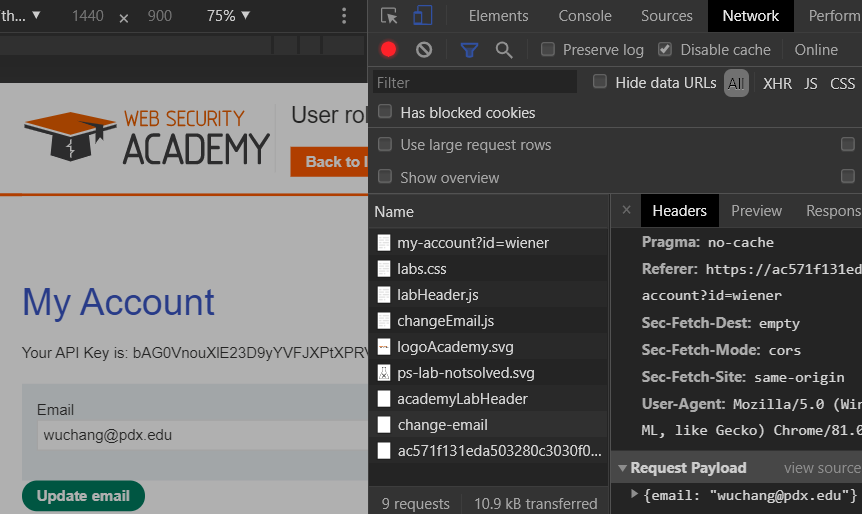 /th... ▼ 1440 × 900 75% ▼
Elements Console Sources Network Perform
Preserve log Disable cache Online
Filter Hide data URLs All XHR JS CSS
Has blocked cookies
Use large request rows
Show overview
WEB SECURITY
ACADEMY
User rol
Back to l
My Account
Your API Key is: bAG0VnouXlE23D9yYVFJXPtXPRV
Email
wuchang@pdx.edu
Update email
Name
my-account?id=wiener
labs.css
labHeader.js
changeEmail.js
logoAcademy.svg
ps-lab-notsolved.svg
academyLabHeader
change-email
ac571f131eda503280c3030f0...
9 requests 10.9 kB transferred
× Headers Preview Respons
Pragma: no-cache
Referer: https://ac571f131ed
account?id=wiener
Sec-Fetch-Dest: empty
Sec-Fetch-Mode: cors
Sec-Fetch-Site: same-origin
User-Agent: Mozilla/5.0 (Win
ML, like Gecko) Chrome/81.0
Request Payload view source
{email: "wuchang@pdx.edu"}